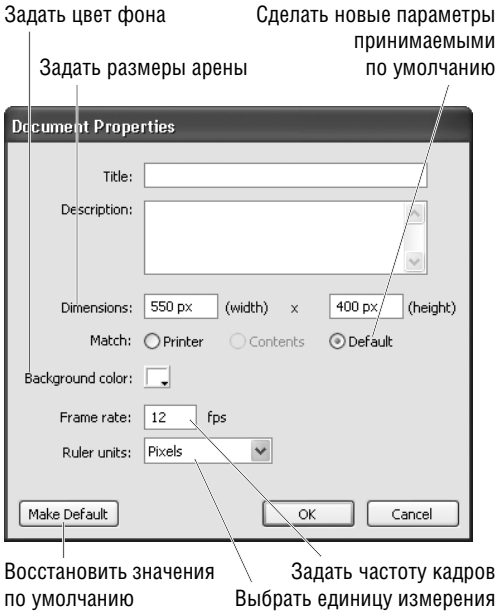 Задать цвет фона
Сделать новые параметры
принимаемыми
по умолчанию
Задать размеры арены
Document Properties
Title:
Description:
Dimensions: 550 px (width) x 400 px (height)
Match: Printer Contents Default
Background color:
Frame rate: 12 fps
Ruler units: Pixels
Make Default OK Cancel
Восстановить значения
по умолчанию
Задать частоту кадров
Выбрать единицу измерения